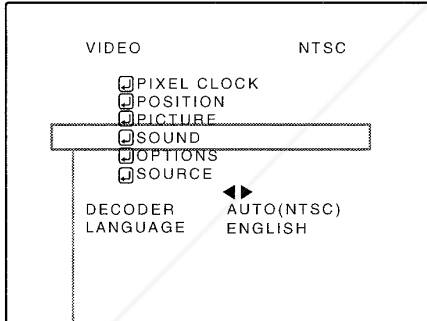 VIDEO NTSC
PIXEL CLOCK
POSITION
PICTURE
SOUND
OPTIONS
SOURCE
DECODER AUTO(NTSC)
LANGUAGE ENGLISH